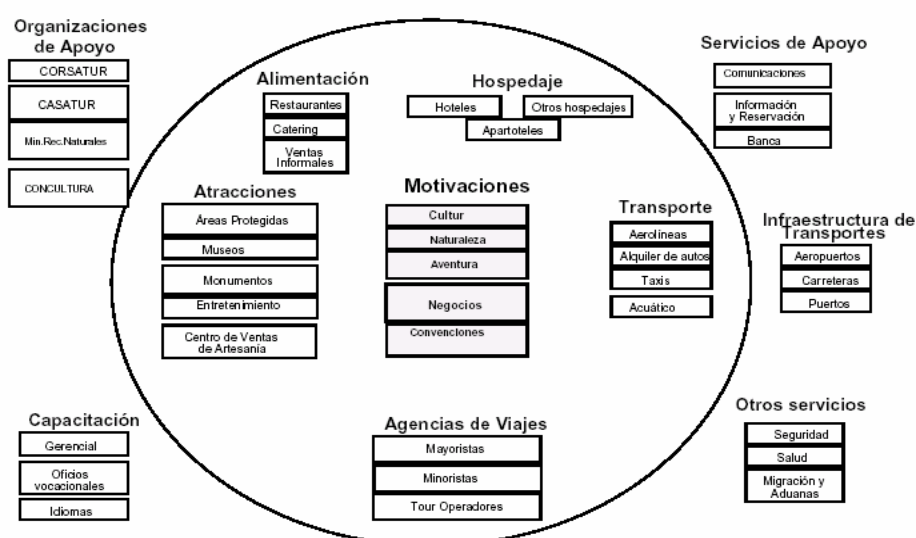 Organizaciones
de Apoyo
CORSATUR
CASATUR
Min.Rec.Naturales
CONCULTURA
Alimentación
Restaurantes
Catering
Ventas
Informales
Hospedaje
Hoteles
Otros hospedajes
Apartoteles
Servicios de Apoyo
Comunicaciones
Información
y Reservación
Banca
Atracciones
Áreas Protegidas
Museos
Monumentos
Entretenimiento
Centro de Ventas
de Artesanía
Motivaciones
Cultur
Naturaleza
Aventura
Negocios
Convenciones
Transporte
Aerolíneas
Alquiler de autos
Taxis
Acuático
Infraestructura de
Transportes
Aeropuertos
Carreteras
Puertos
Capacitación
Gerencial
Oficios
vocacionales
Idiomas
Agencias de Viajes
Mayoristas
Minoristas
Tour Operadores
Otros servicios
Seguridad
Salud
Migración y
Aduanas